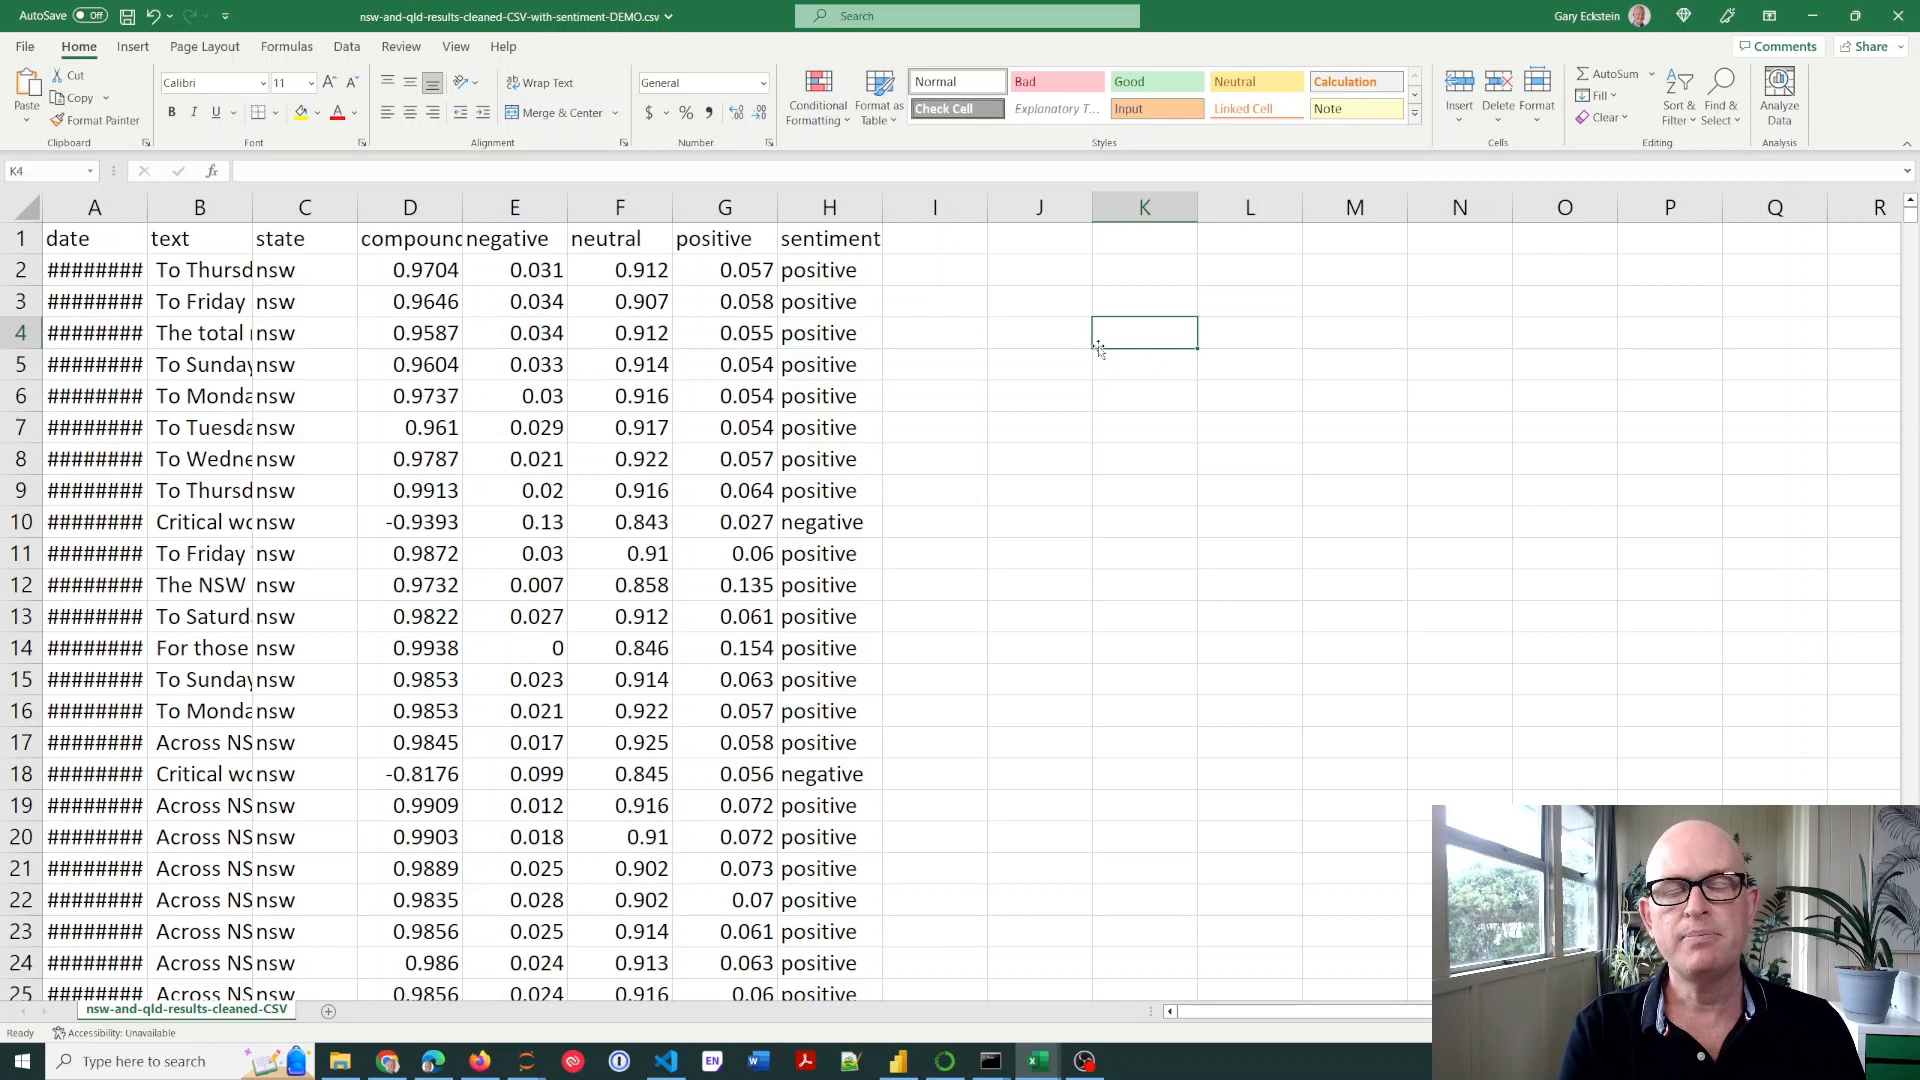 AutoSave Off nsw-and-qld-results-cleaned-CSV-with-sentiment-DEMO.csv Search Gary Eckstein
File Home Insert Page Layout Formulas Data Review View Help Comments Share
Paste Cut Copy Format Painter Clipboard
Calibri 11 B I U A Font
Wrap Text Merge & Center Alignment
General $ % Number
Conditional Formatting Format as Table
Normal Bad Good Neutral Calculation
Check Cell Explanatory T... Input Linked Cell Note
Styles
Insert Delete Format Cells
AutoSum Fill Clear Sort & Filter Find & Select Editing
Analyze Data Analysis
K4 fx
A B C D E F G H I J K L M N O P Q R
1 date text state compound negative neutral positive sentiment
2 ######## To Thursd nsw 0.9704 0.031 0.912 0.057 positive
3 ######## To Friday nsw 0.9646 0.034 0.907 0.058 positive
4 ######## The total nsw 0.9587 0.034 0.912 0.055 positive
5 ######## To Sunday nsw 0.9604 0.033 0.914 0.054 positive
6 ######## To Monda nsw 0.9737 0.03 0.916 0.054 positive
7 ######## To Tuesda nsw 0.961 0.029 0.917 0.054 positive
8 ######## To Wedne nsw 0.9787 0.021 0.922 0.057 positive
9 ######## To Thursd nsw 0.9913 0.02 0.916 0.064 positive
10 ######## Critical wo nsw -0.9393 0.13 0.843 0.027 negative
11 ######## To Friday nsw 0.9872 0.03 0.91 0.06 positive
12 ######## The NSW nsw 0.9732 0.007 0.858 0.135 positive
13 ######## To Saturd nsw 0.9822 0.027 0.912 0.061 positive
14 ######## For those nsw 0.9938 0 0.846 0.154 positive
15 ######## To Sunday nsw 0.9853 0.023 0.914 0.063 positive
16 ######## To Monda nsw 0.9853 0.021 0.922 0.057 positive
17 ######## Across NS nsw 0.9845 0.017 0.925 0.058 positive
18 ######## Critical wo nsw -0.8176 0.099 0.845 0.056 negative
19 ######## Across NS nsw 0.9909 0.012 0.916 0.072 positive
20 ######## Across NS nsw 0.9903 0.018 0.91 0.072 positive
21 ######## Across NS nsw 0.9889 0.025 0.902 0.073 positive
22 ######## Across NS nsw 0.9835 0.028 0.902 0.07 positive
23 ######## Across NS nsw 0.9856 0.025 0.914 0.061 positive
24 ######## Across NS nsw 0.986 0.024 0.913 0.063 positive
25 ######## Across NS nsw 0.9856 0.024 0.916 0.06 positive
nsw-and-qld-results-cleaned-CSV
Ready Accessibility: Unavailable
Type here to search EN